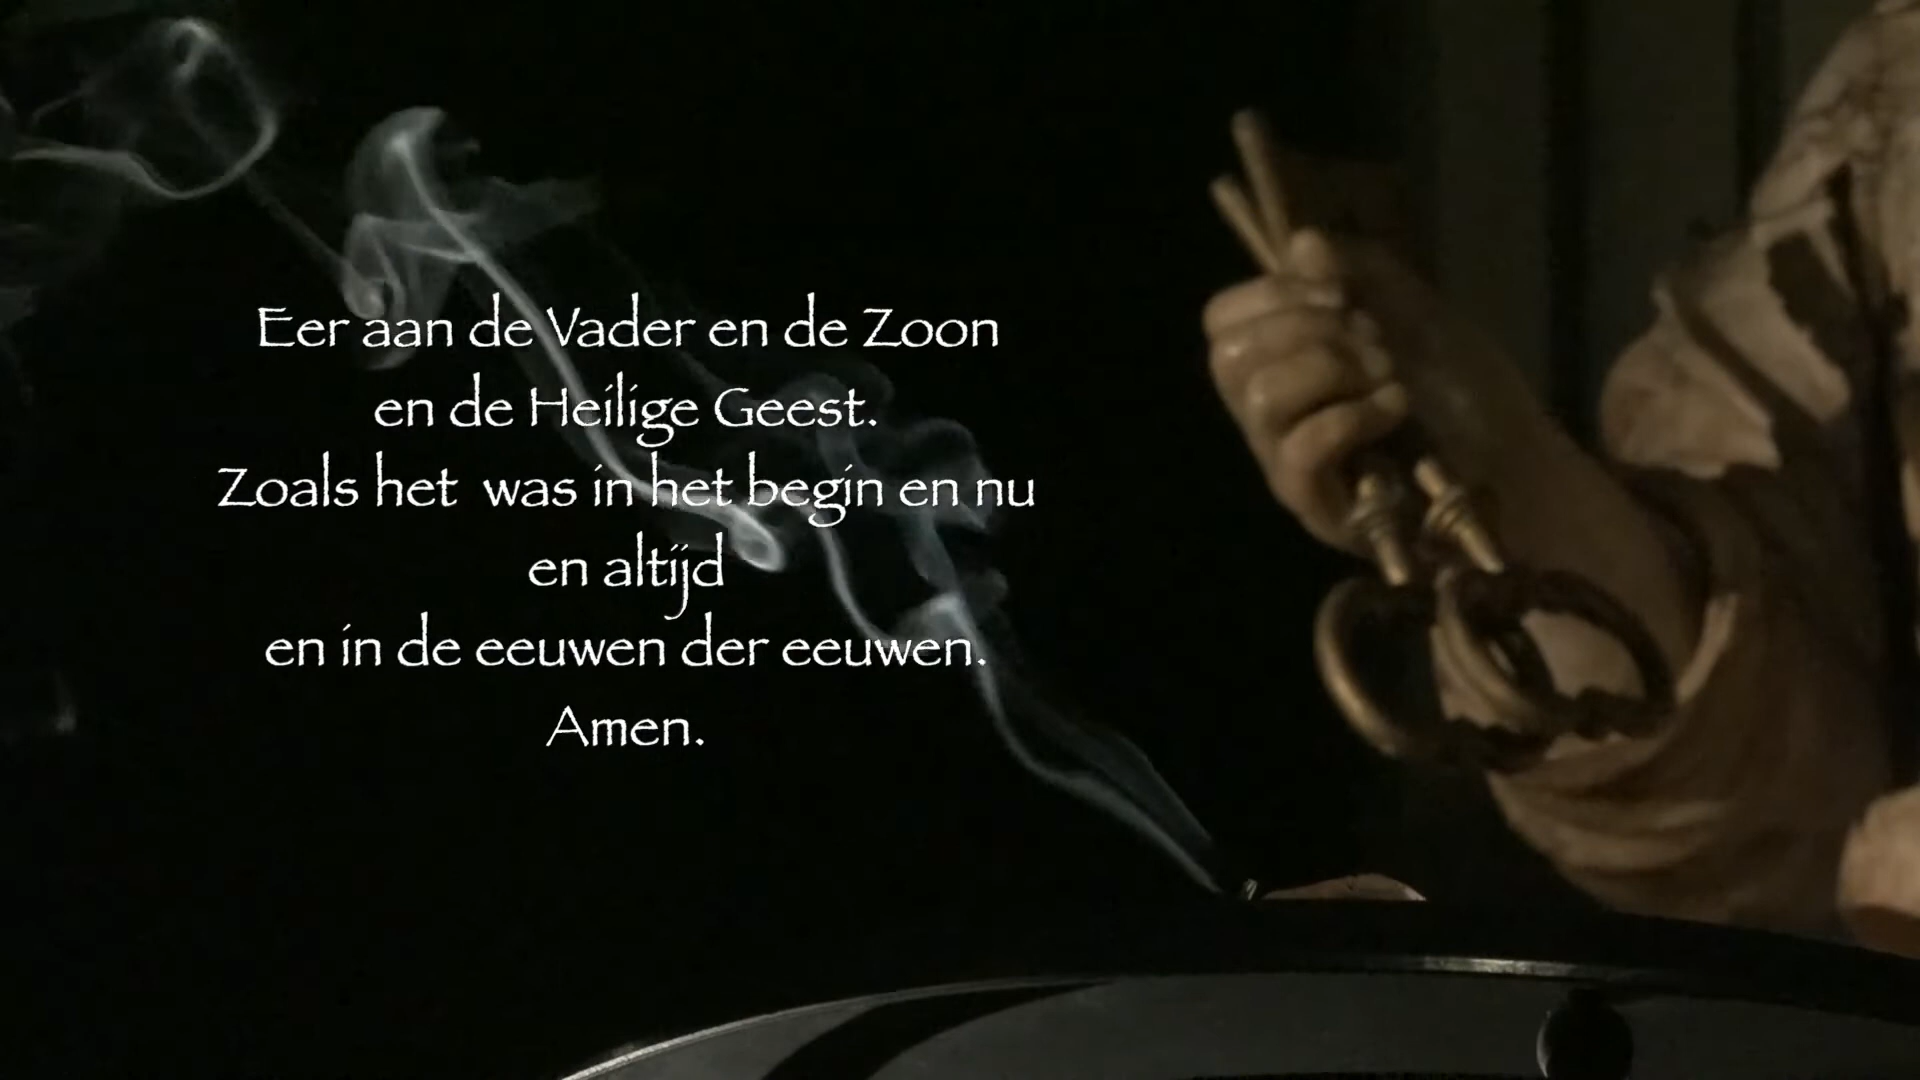 Eer aan de Vader en de Zoon
en de Heilige Geest.
Zoals het  was in het begin en nu
en altijd
en in de eeuwen der eeuwen.
Amen.